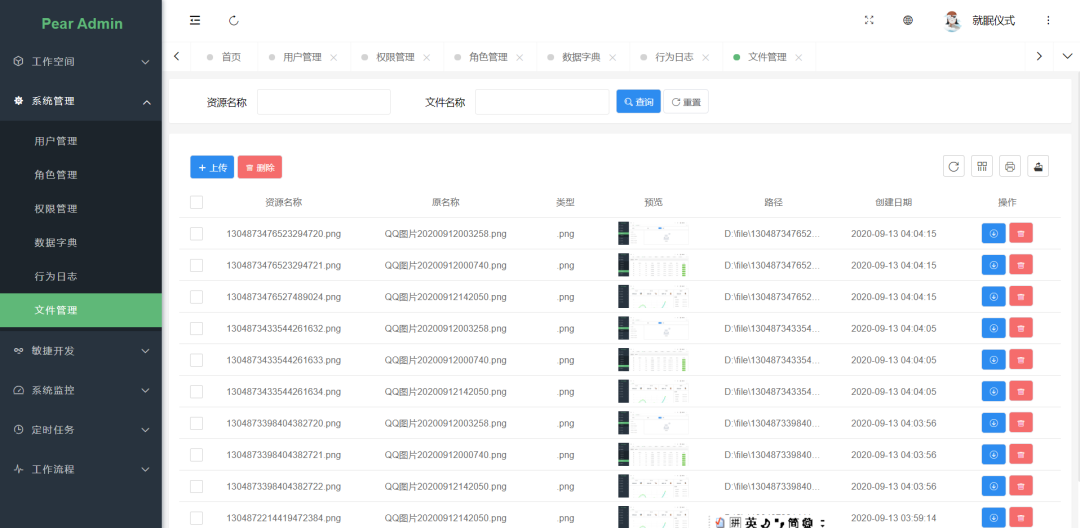 Pear Admin
就眠仪式
工作空间
系统管理
用户管理
角色管理
权限管理
数据字典
行为日志
文件管理
敏捷开发
系统监控
定时任务
工作流程
首页 用户管理 权限管理 角色管理 数据字典 行为日志 文件管理
资源名称 文件名称 查询 重置
上传 删除
资源名称 原名称 类型 预览 路径 创建日期 操作
1304873476523294720.png QQ图片20200912003258.png .png D:\file\130487347652... 2020-09-13 04:04:15
1304873476523294721.png QQ图片20200912000740.png .png D:\file\130487347652... 2020-09-13 04:04:15
1304873476527489024.png QQ图片20200912142050.png .png D:\file\130487347652... 2020-09-13 04:04:15
1304873433544261632.png QQ图片20200912003258.png .png D:\file\130487343354... 2020-09-13 04:04:05
1304873433544261633.png QQ图片20200912000740.png .png D:\file\130487343354... 2020-09-13 04:04:05
1304873433544261634.png QQ图片20200912142050.png .png D:\file\130487343354... 2020-09-13 04:04:05
1304873398404382720.png QQ图片20200912003258.png .png D:\file\130487339840... 2020-09-13 04:03:56
1304873398404382721.png QQ图片20200912000740.png .png D:\file\130487339840... 2020-09-13 04:03:56
1304873398404382722.png QQ图片20200912142050.png .png D:\file\130487339840... 2020-09-13 04:03:56
1304872214419472384.png QQ图片20200912142050.png .png 2020-09-13 03:59:14
拼 英 简